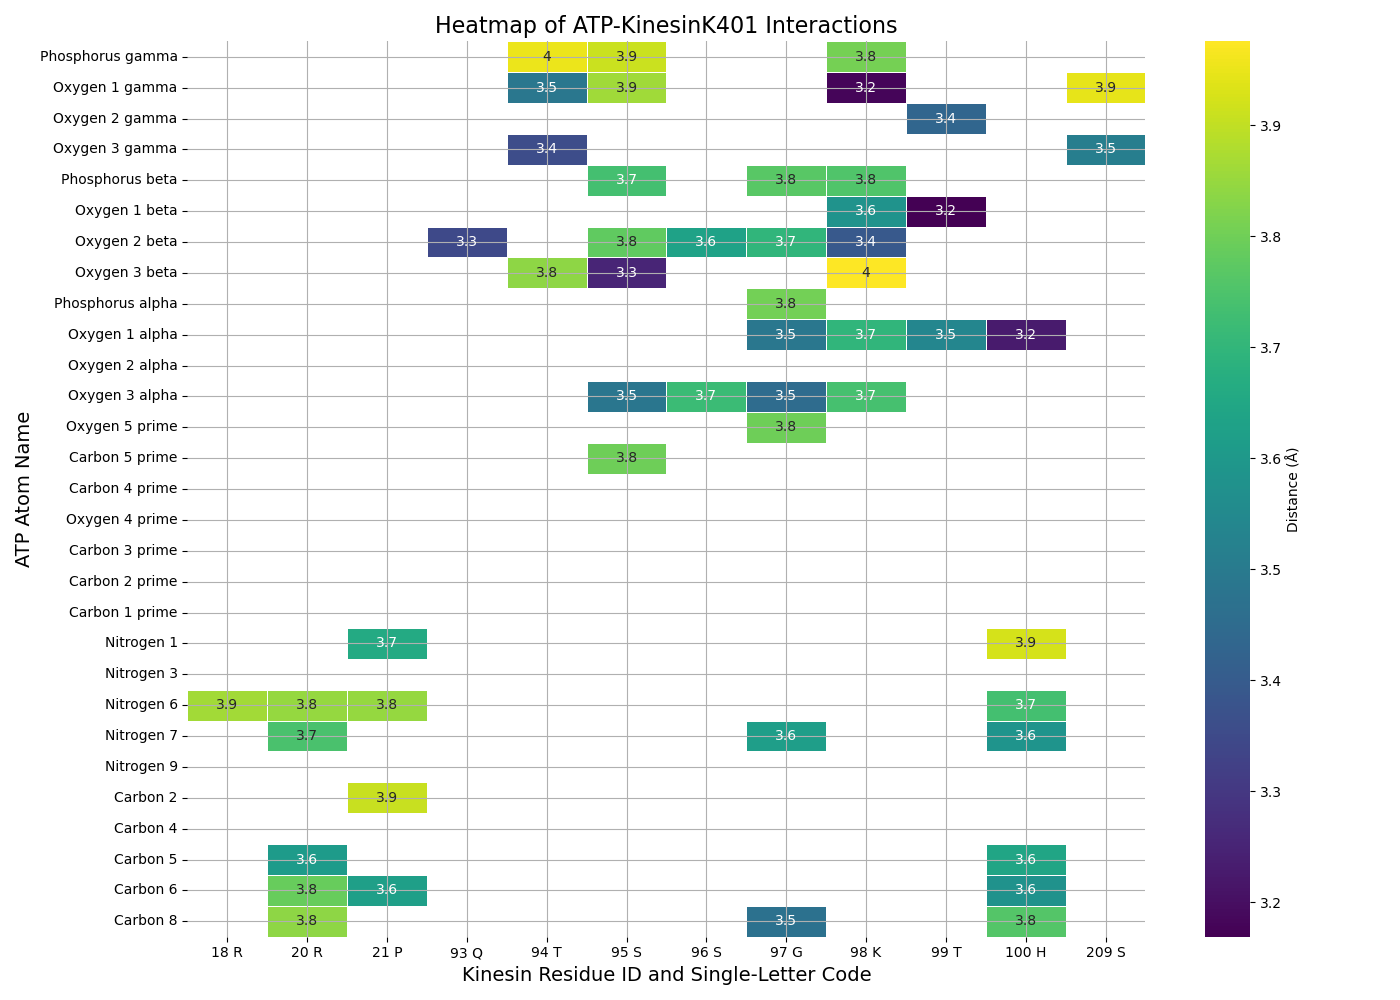 Heatmap of ATP-KinesinK401 Interactions
Phosphorus gamma 4 3.9 3.8
Oxygen 1 gamma 3.5 3.9 3.2 3.9
Oxygen 2 gamma 3.4
Oxygen 3 gamma 3.4 3.5
Phosphorus beta 3.7 3.8 3.8
Oxygen 1 beta 3.6 3.2
Oxygen 2 beta 3.3 3.8 3.6 3.7 3.4
Oxygen 3 beta 3.8 3.3 4
Phosphorus alpha 3.8
Oxygen 1 alpha 3.5 3.7 3.5 3.2
Oxygen 2 alpha
Oxygen 3 alpha 3.5 3.7 3.5 3.7
Oxygen 5 prime 3.8
Carbon 5 prime 3.8
Carbon 4 prime
Oxygen 4 prime
Carbon 3 prime
Carbon 2 prime
Carbon 1 prime
Nitrogen 1 3.7 3.9
Nitrogen 3
Nitrogen 6 3.9 3.8 3.8 3.7
Nitrogen 7 3.7 3.6 3.6
Nitrogen 9
Carbon 2 3.9
Carbon 4
Carbon 5 3.6 3.6
Carbon 6 3.8 3.6 3.6
Carbon 8 3.8 3.5 3.8
18 R 20 R 21 P 93 Q 94 T 95 S 96 S 97 G 98 K 99 T 100 H 209 S
Kinesin Residue ID and Single-Letter Code
ATP Atom Name
3.9
3.8
3.7
3.6
3.5
3.4
3.3
3.2
Distance (Å)